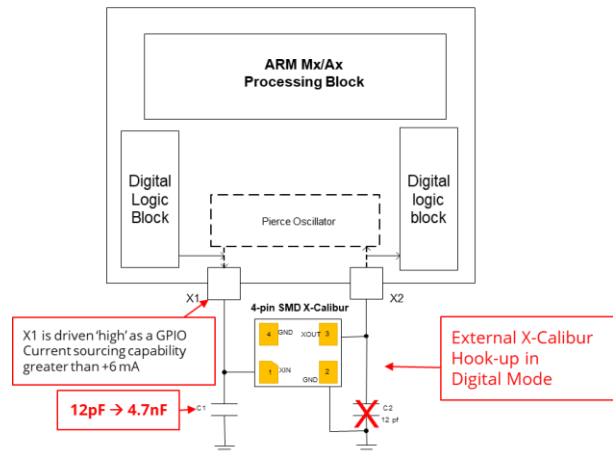 ARM Mx/Ax
Processing Block
Digital
Logic
Block
Digital
logic
block
Pierce Oscillator
X1
X2
4-pin SMD X-Calibur
4
GND
XOUT
3
1
XIN
GND
2
X1 is driven 'high' as a GPIO
Current sourcing capability
greater than +6 mA
External X-Calibur
Hook-up in
Digital Mode
12pF → 4.7nF
C1
C2
12 pf